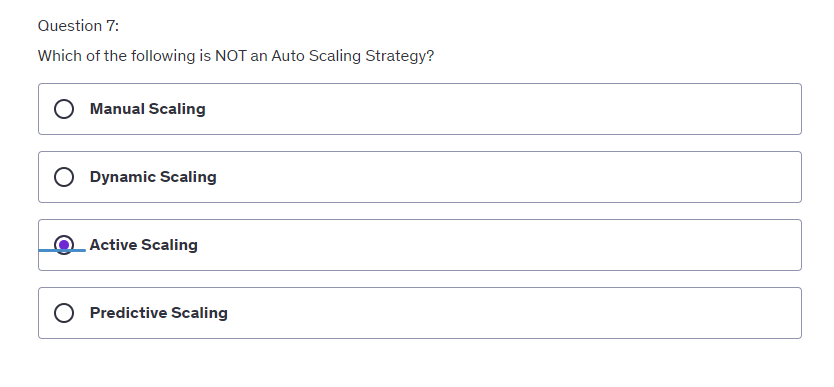 Question 7:
Which of the following is NOT an Auto Scaling Strategy?
Manual Scaling
Dynamic Scaling
Active Scaling
Predictive Scaling